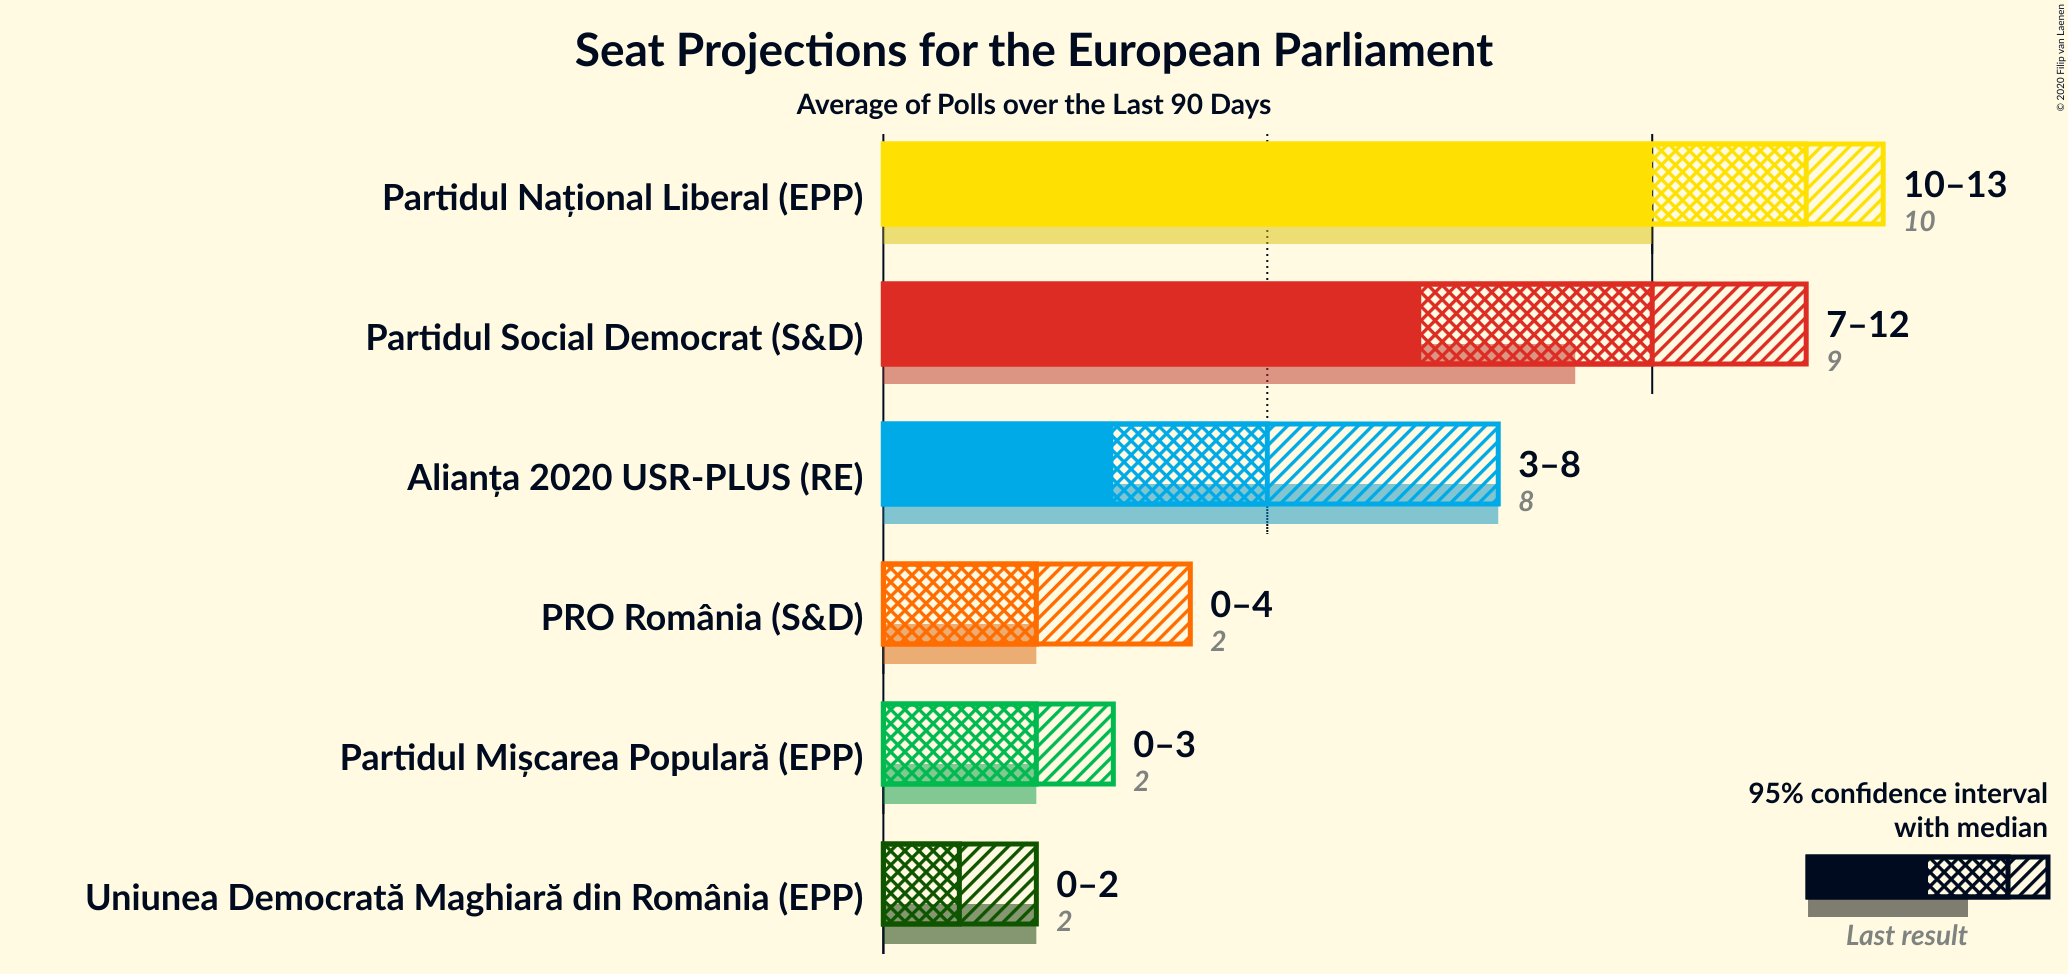 Seat Projections for the European Parliament
Average of Polls over the Last 90 Days
© 2020 Filip van Laenen
Partidul Național Liberal (EPP)
10–13
10
Partidul Social Democrat (S&D)
7–12
9
Alianța 2020 USR-PLUS (RE)
3–8
8
PRO România (S&D)
0–4
2
Partidul Mișcarea Populară (EPP)
0–3
2
Uniunea Democrată Maghiară din România (EPP)
0–2
2
95% confidence interval
with median
Last result